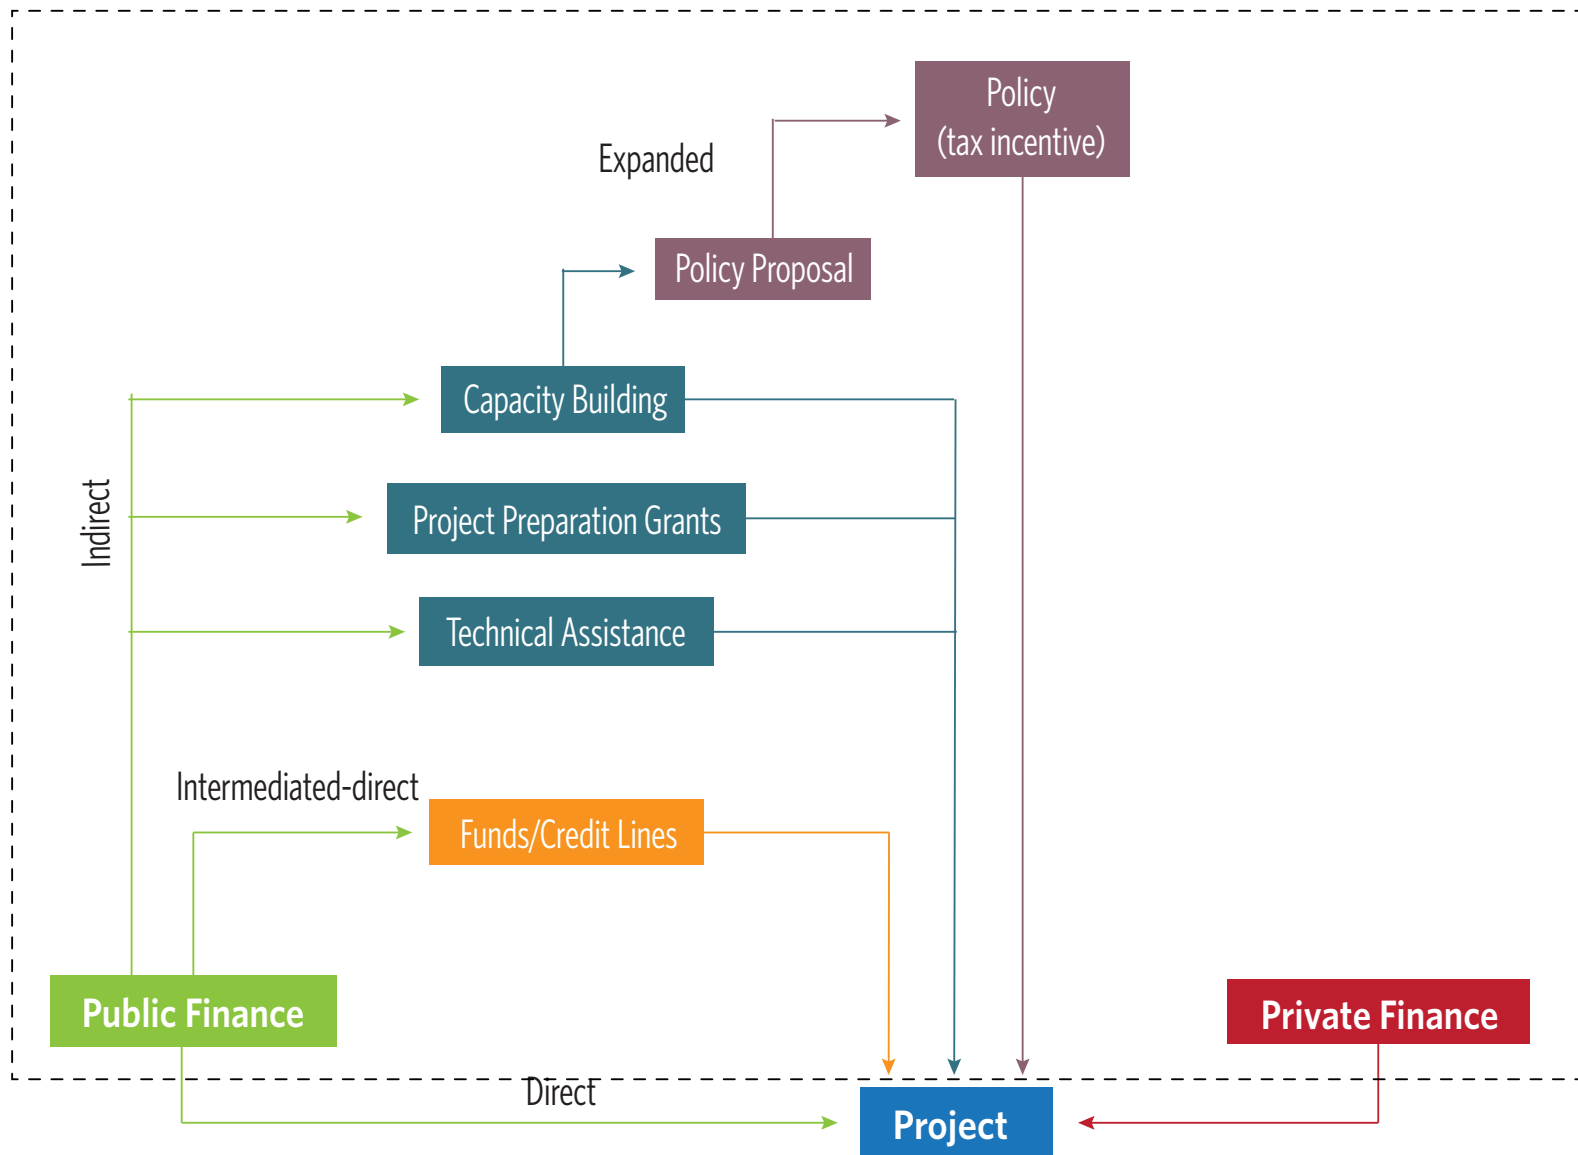 Policy
(tax incentive)
Expanded
Policy Proposal
Capacity Building
Indirect
Project Preparation Grants
Technical Assistance
Intermediated-direct
Funds/Credit Lines
Public Finance
Private Finance
Direct
Project